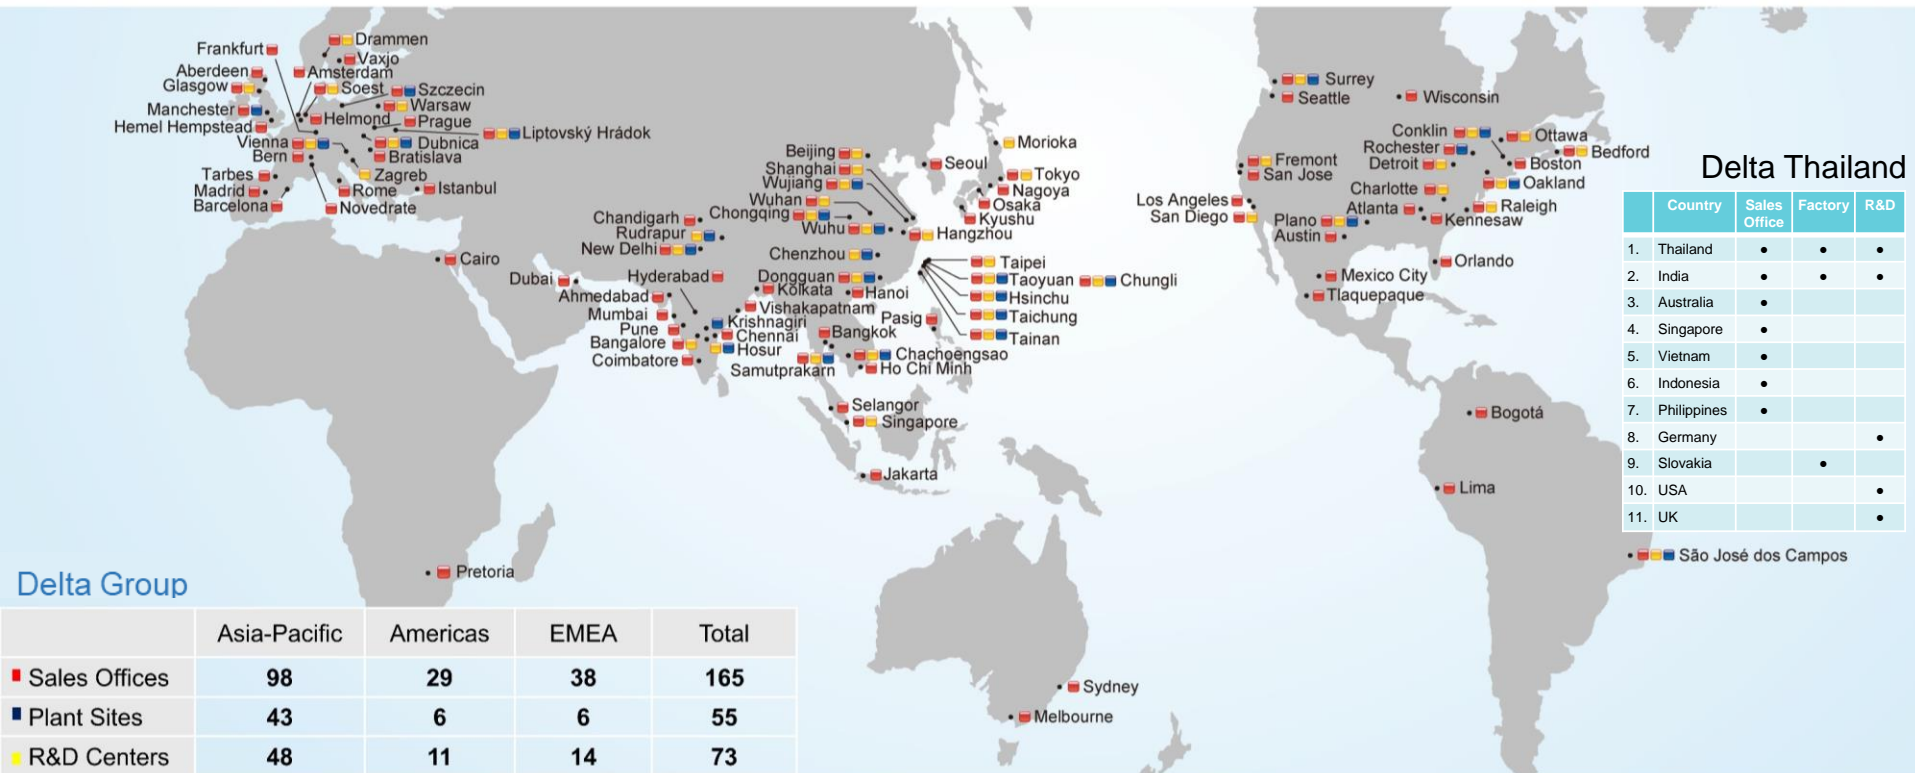 Drammen
Frankfurt
Vaxjo
Aberdeen
Amsterdam
Glasgow
Soest
Szczecin
Warsaw
Manchester
Helmond
Prague
Hemel Hempstead
Liptovský Hrádok
Vienna
Dubnica
Bern
Bratislava
Tarbes
Zagreb
Madrid
Rome
Istanbul
Barcelona
Novedrate
Cairo
Dubai
Pretoria
Beijing
Shanghai
Wujiang
Wuhan
Chongqing
Wuhu
Chandigarh
Rudrapur
New Delhi
Chenzhou
Hyderabad
Dongguan
Kolkata
Hanoi
Ahmedabad
Vishakapatnam
Mumbai
Krishnagiri
Pune
Chennai
Bangkok
Pasig
Bangalore
Hosur
Coimbatore
Samutprakarn
Chachoengsao
Ho Chi Minh
Selangor
Singapore
Jakarta
Seoul
Morioka
Tokyo
Nagoya
Osaka
Kyushu
Hangzhou
Taipei
Taoyuan
Chungli
Hsinchu
Taichung
Tainan
Sydney
Melbourne
Surrey
Seattle
Wisconsin
Conklin
Ottawa
Rochester
Bedford
Fremont
Detroit
Boston
San Jose
Oakland
Charlotte
Los Angeles
Atlanta
Raleigh
San Diego
Plano
Kennesaw
Austin
Orlando
Mexico City
Tlaquepaque
Bogotá
Lima
São José dos Campos
Delta Thailand
Country Sales Office Factory R&D
1. Thailand ● ● ●
2. India ● ● ●
3. Australia ●
4. Singapore ●
5. Vietnam ●
6. Indonesia ●
7. Philippines ●
8. Germany ●
9. Slovakia ●
10. USA ●
11. UK ●
Delta Group
Asia-Pacific Americas EMEA Total
Sales Offices 98 29 38 165
Plant Sites 43 6 6 55
R&D Centers 48 11 14 73